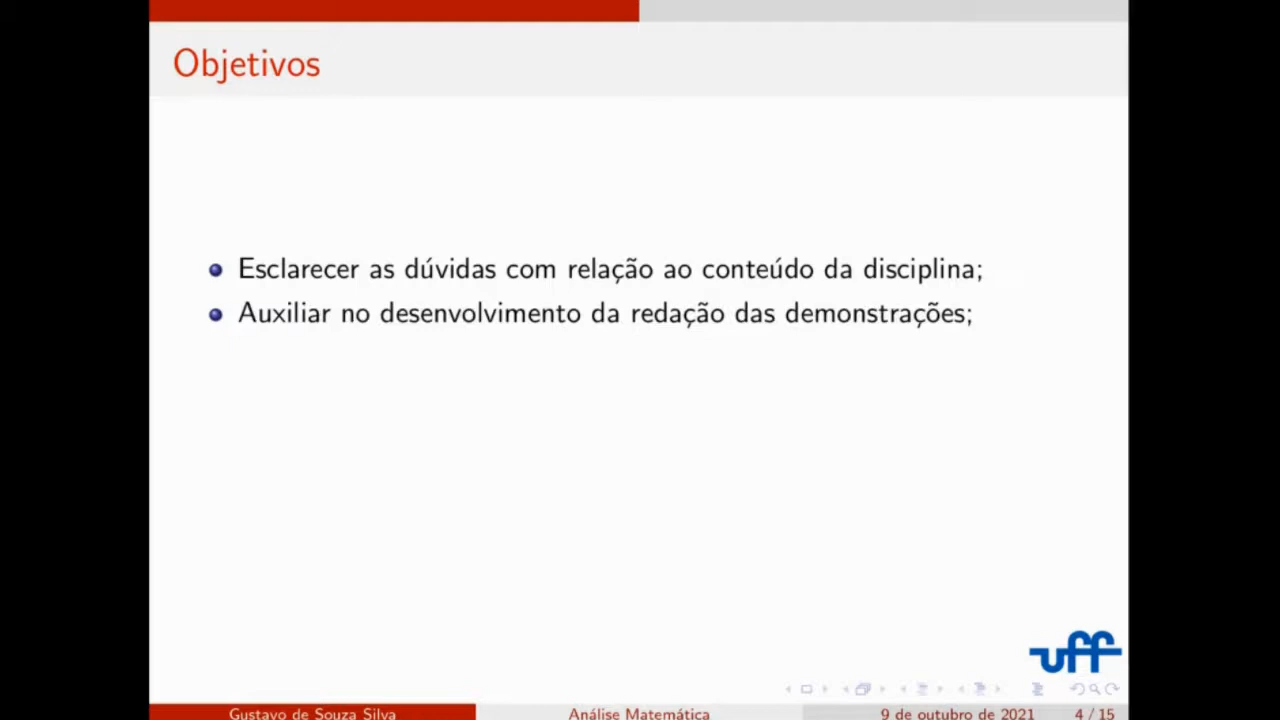 Objetivos
Esclarecer as dúvidas com relação ao conteúdo da disciplina;
Auxiliar no desenvolvimento da redação das demonstrações;
uff
Gustavo de Souza Silva
Análise Matemática
9 de outubro de 2021
4 / 15